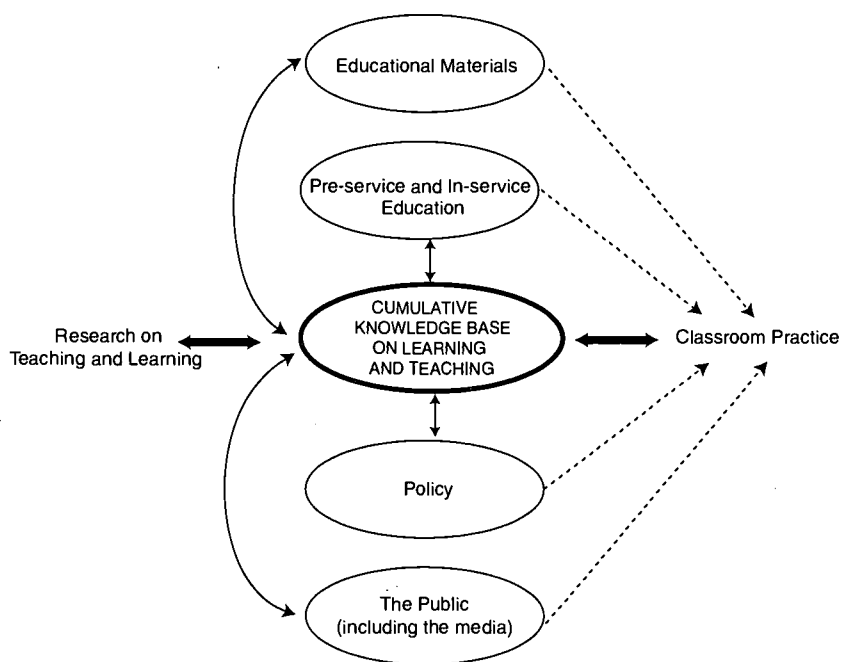 Educational Materials
Pre-service and In-service
Education
CUMULATIVE
KNOWLEDGE BASE
ON LEARNING
AND TEACHING
Research on
Teaching and Learning
Classroom Practice
Policy
The Public
(including the media)